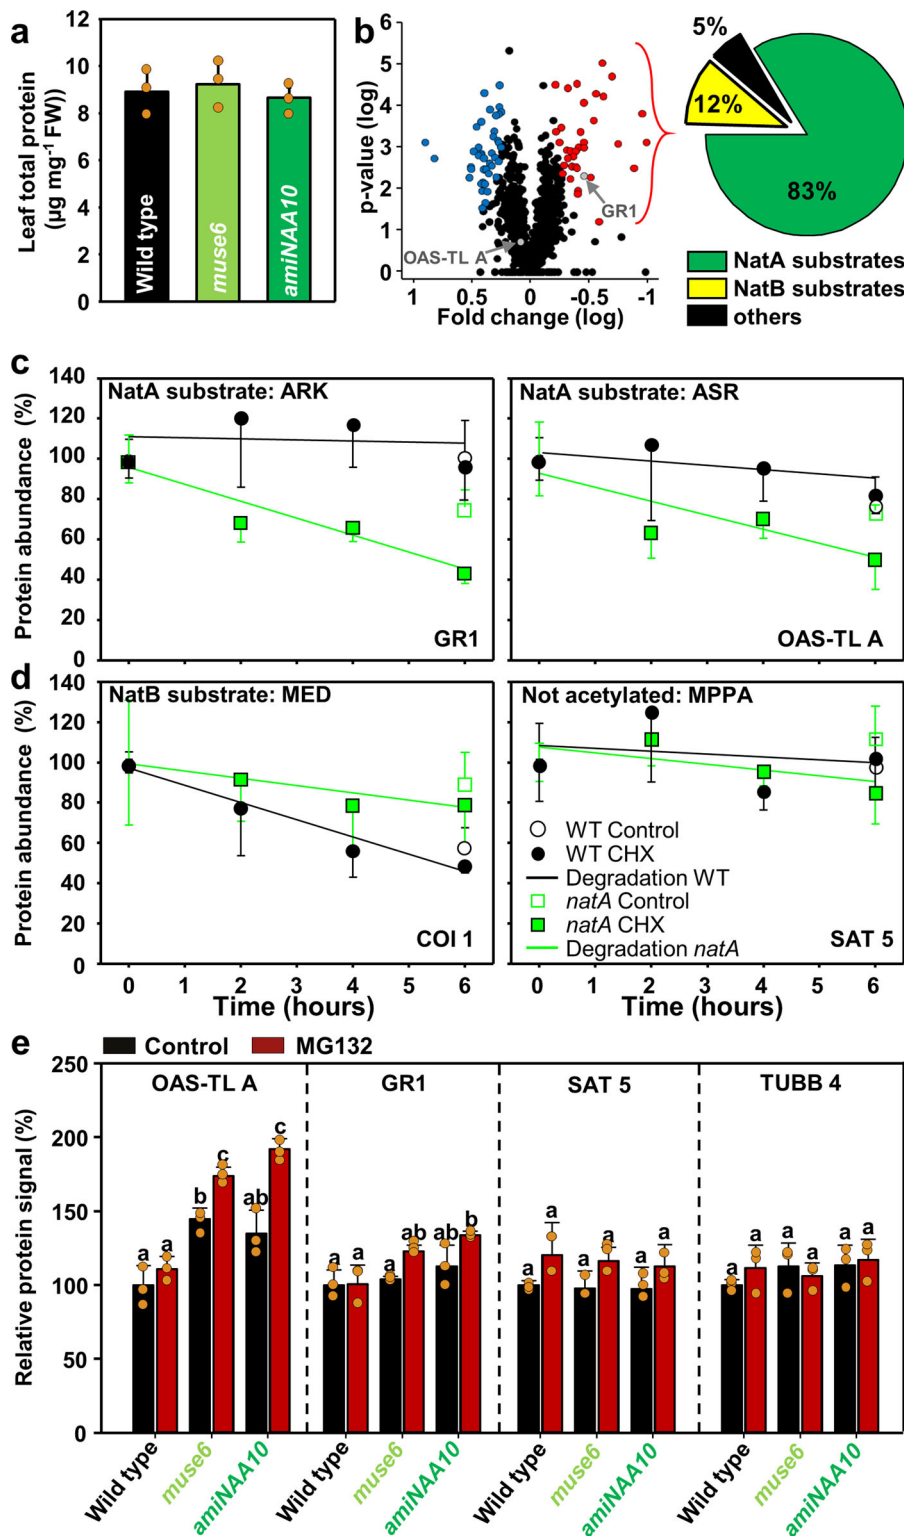 a
Leaf total protein
(µg mg⁻¹ FW)
12
10
8
6
4
2
0
Wild type
muse6
amiNAA10
b
p-value (log)
6
5
4
3
2
1
0
GR1
OAS-TL A
1
0.5
0
-0.5
-1
Fold change (log)
5%
12%
83%
NatA substrates
NatB substrates
others
c
Protein abundance (%)
140
120
100
80
60
40
20
0
NatA substrate: ARK
GR1
NatA substrate: ASR
OAS-TL A
d
Protein abundance (%)
140
120
100
80
60
40
20
0
NatB substrate: MED
COI 1
0
1
2
3
4
5
6
Time (hours)
Not acetylated: MPPA
WT Control
WT CHX
Degradation WT
natA Control
natA CHX
Degradation natA
SAT 5
0
1
2
3
4
5
6
Time (hours)
e
Control
MG132
Relative protein signal (%)
250
200
150
100
50
0
OAS-TL A
a
a
b
c
ab
c
GR1
a
a
a
ab
ab
b
SAT 5
a
a
a
a
a
a
TUBB 4
a
a
a
a
a
a
Wild type
muse6
amiNAA10
Wild type
muse6
amiNAA10
Wild type
muse6
amiNAA10
Wild type
muse6
amiNAA10